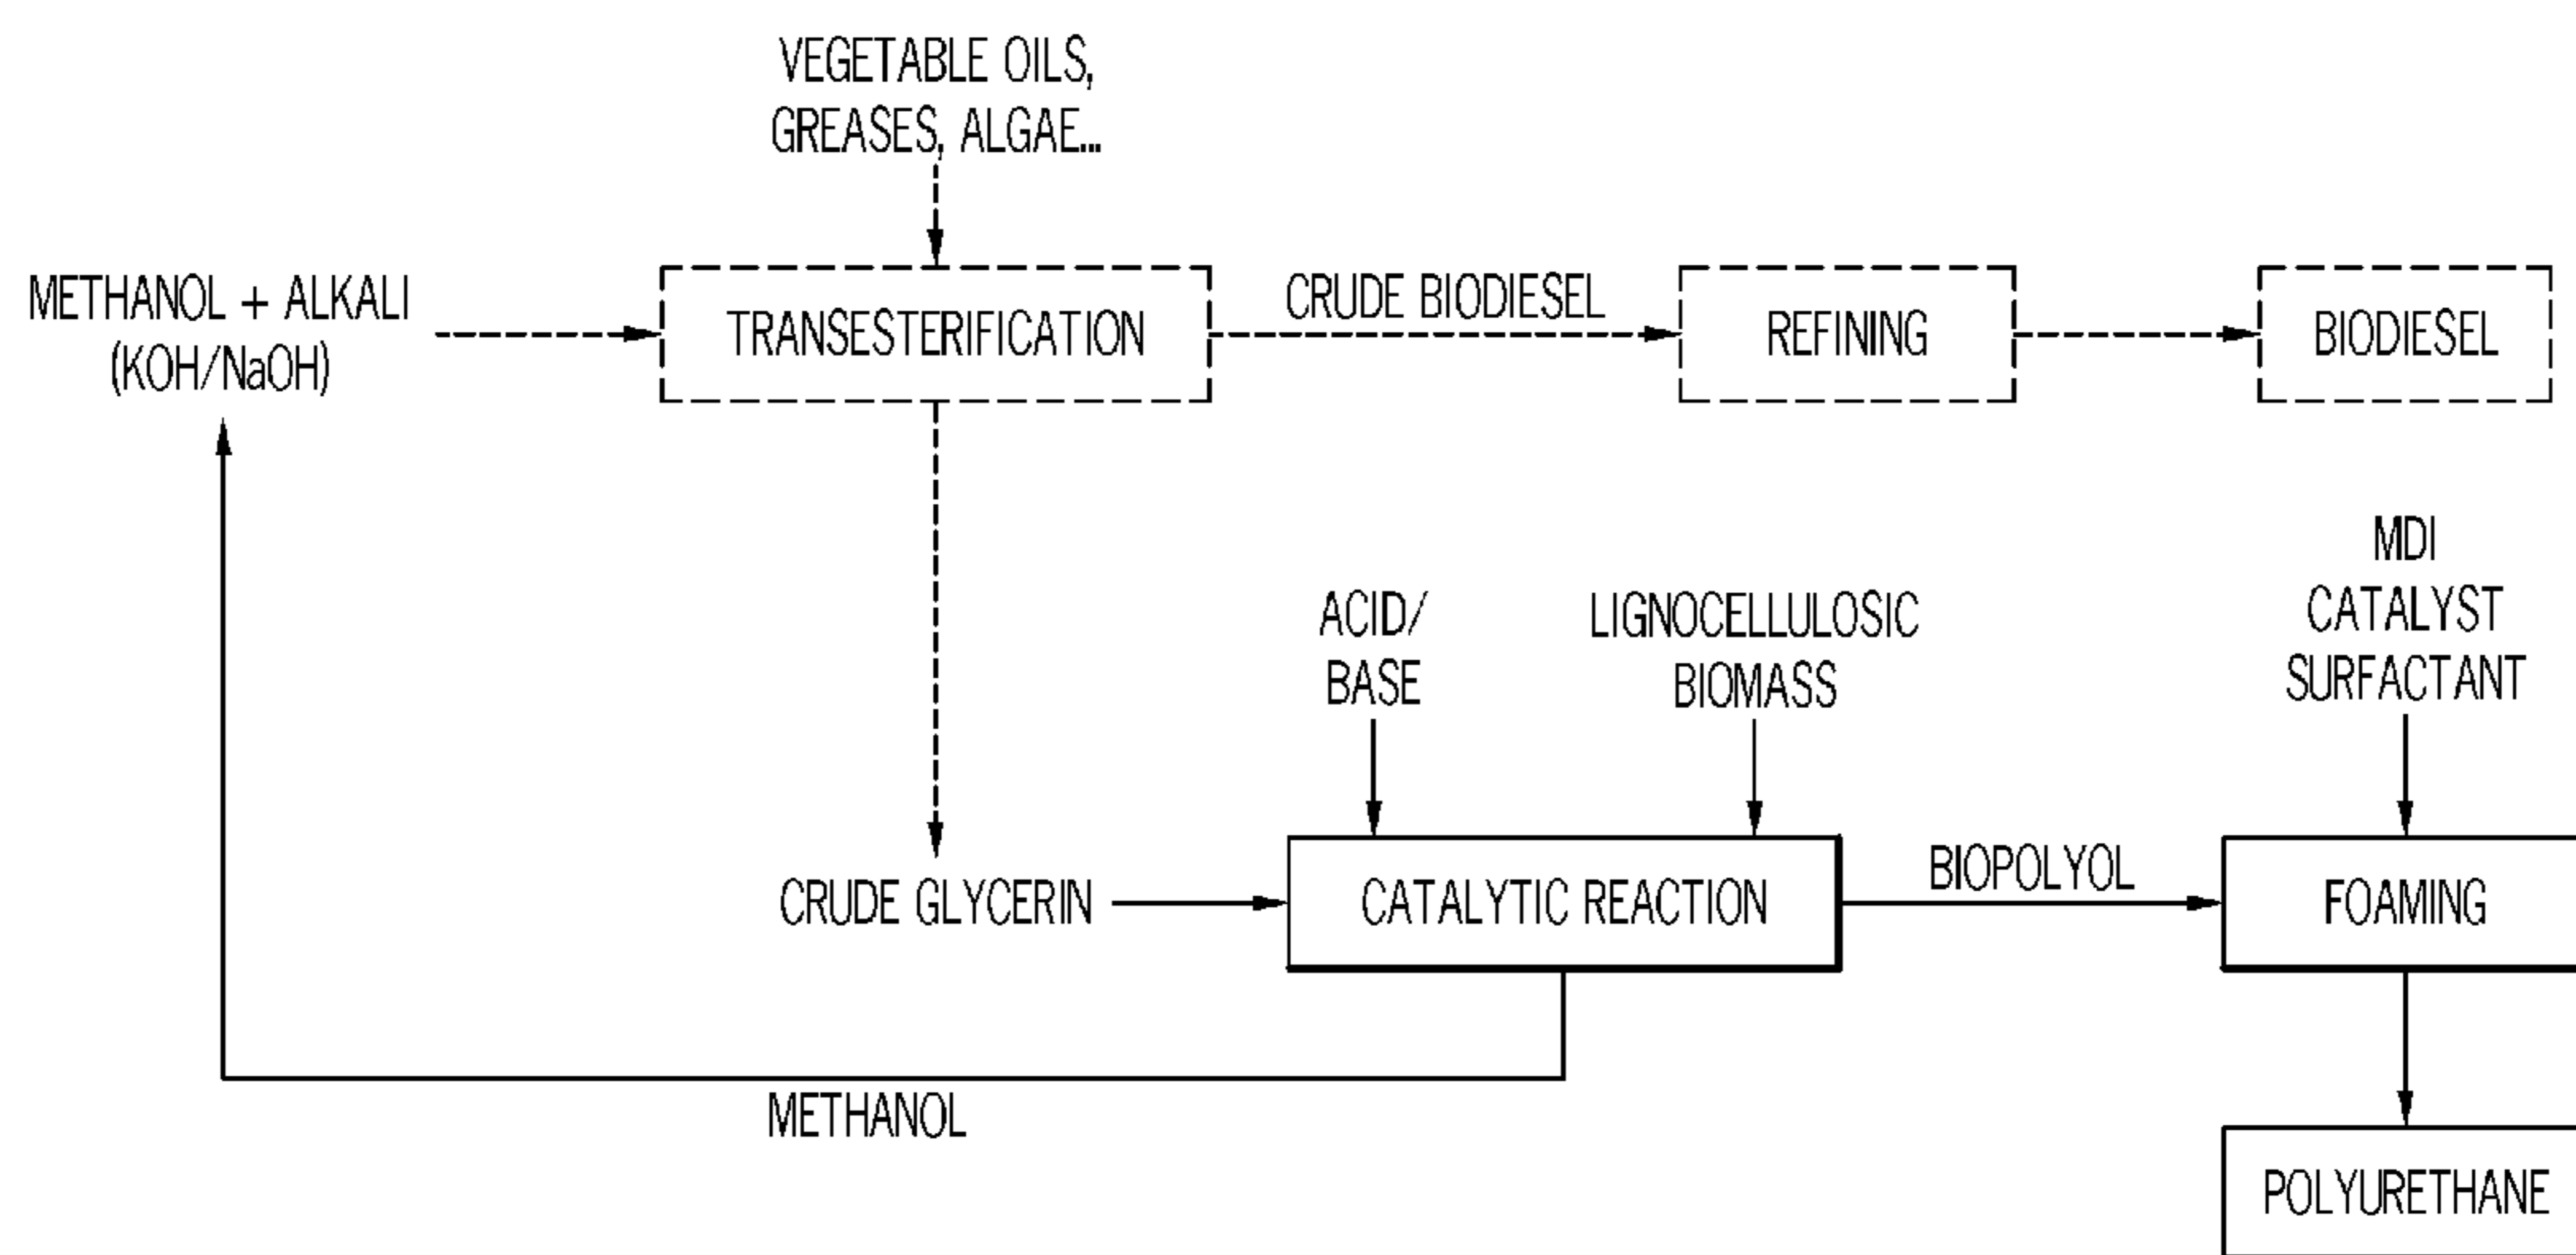 VEGETABLE OILS,
GREASES, ALGAE...
METHANOL + ALKALI
(KOH/NaOH)
TRANSESTERIFICATION
CRUDE BIODIESEL
REFINING
BIODIESEL
ACID/
BASE
LIGNOCELLULOSIC
BIOMASS
MDI
CATALYST
SURFACTANT
CRUDE GLYCERIN
CATALYTIC REACTION
BIOPOLYOL
FOAMING
METHANOL
POLYURETHANE